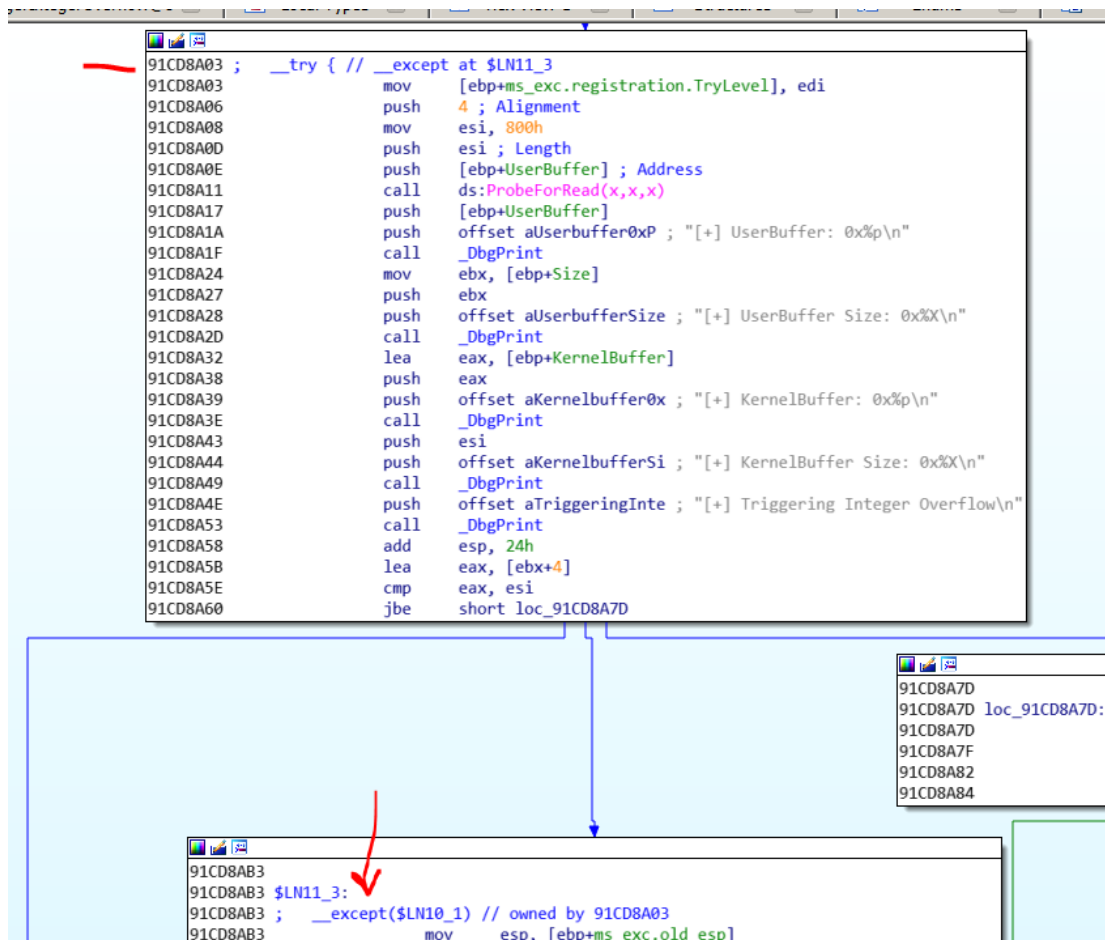 91CD8A03 ;   __try { // __except at $LN11_3
91CD8A03                 mov     [ebp+ms_exc.registration.TryLevel], edi
91CD8A06                 push    4 ; Alignment
91CD8A08                 mov     esi, 800h
91CD8A0D                 push    esi ; Length
91CD8A0E                 push    [ebp+UserBuffer] ; Address
91CD8A11                 call    ds:ProbeForRead(x,x,x)
91CD8A17                 push    [ebp+UserBuffer]
91CD8A1A                 push    offset aUserbuffer0xP ; "[+] UserBuffer: 0x%p\n"
91CD8A1F                 call    _DbgPrint
91CD8A24                 mov     ebx, [ebp+Size]
91CD8A27                 push    ebx
91CD8A28                 push    offset aUserbufferSize ; "[+] UserBuffer Size: 0x%X\n"
91CD8A2D                 call    _DbgPrint
91CD8A32                 lea     eax, [ebp+KernelBuffer]
91CD8A38                 push    eax
91CD8A39                 push    offset aKernelbuffer0x ; "[+] KernelBuffer: 0x%p\n"
91CD8A3E                 call    _DbgPrint
91CD8A43                 push    esi
91CD8A44                 push    offset aKernelbufferSi ; "[+] KernelBuffer Size: 0x%X\n"
91CD8A49                 call    _DbgPrint
91CD8A4E                 push    offset aTriggeringInte ; "[+] Triggering Integer Overflow\n"
91CD8A53                 call    _DbgPrint
91CD8A58                 add     esp, 24h
91CD8A5B                 lea     eax, [ebx+4]
91CD8A5E                 cmp     eax, esi
91CD8A60                 jbe     short loc_91CD8A7D
91CD8A7D
91CD8A7D loc_91CD8A7D:
91CD8A7D
91CD8A7F
91CD8A82
91CD8A84
91CD8AB3
91CD8AB3 $LN11_3:
91CD8AB3 ;   __except($LN10_1) // owned by 91CD8A03
91CD8AB3                 mov     esp, [ebp+ms_exc.old_esp]